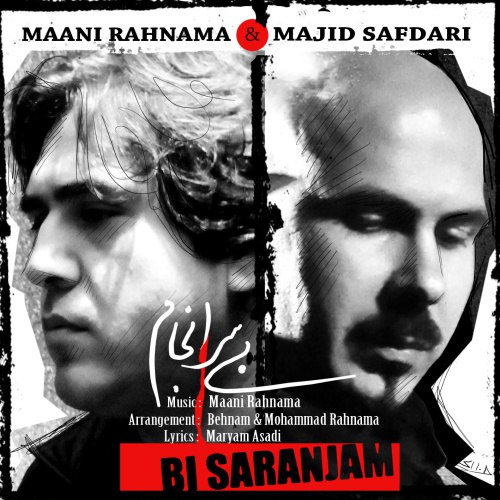 MAANI RAHNAMA & MAJID SAFDARI
بی سرانجام
Music: Maani Rahnama
Arrangement: Behnam & Mohammad Rahnama
Lyrics: Maryam Asadi
BI SARANJAM